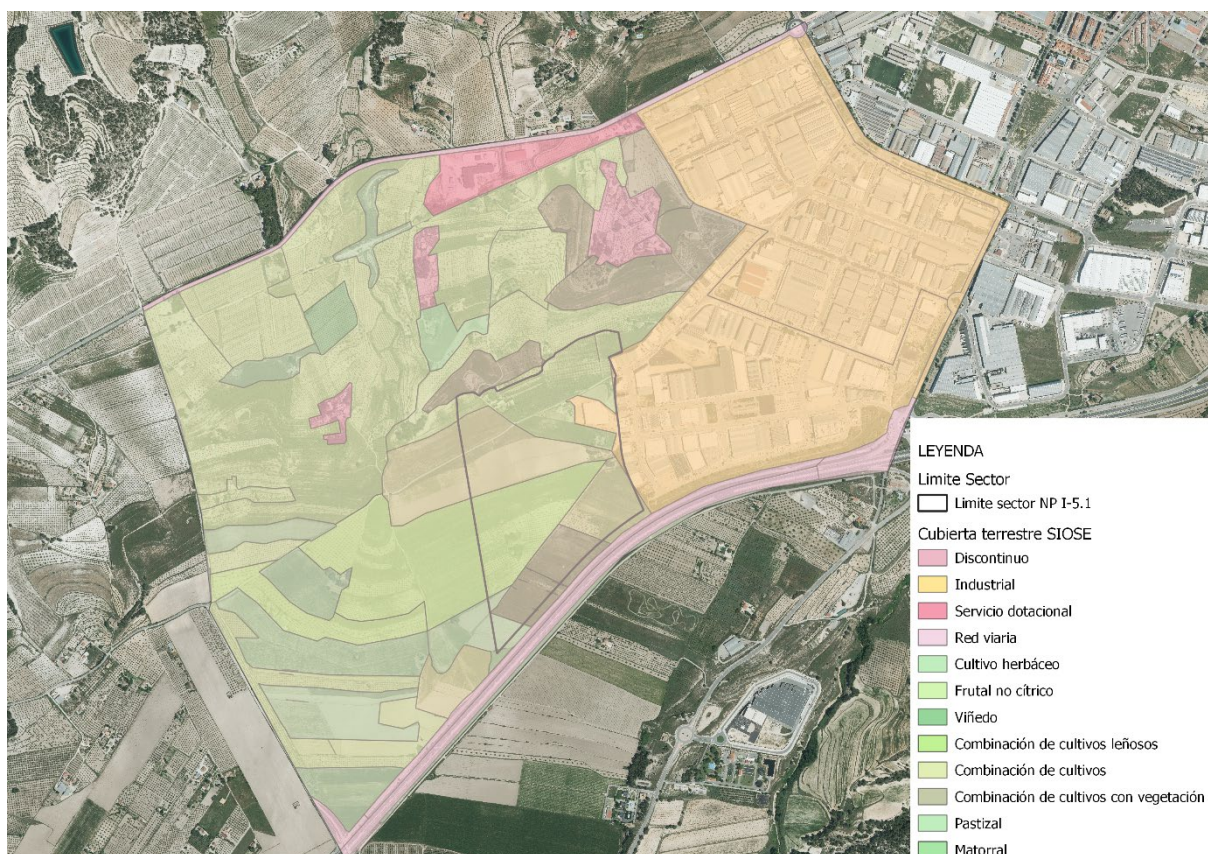 LEYENDA
Limite Sector
Limite sector NP I-5.1
Cubierta terrestre SIOSE
Discontinuo
Industrial
Servicio dotacional
Red viaria
Cultivo herbáceo
Frutal no cítrico
Viñedo
Combinación de cultivos leñosos
Combinación de cultivos
Combinación de cultivos con vegetación
Pastizal
Matorral